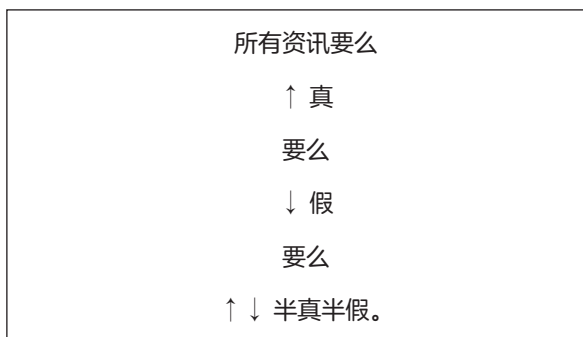 所有资讯要么
↑ 真
要么
↓ 假
要么
↑ ↓ 半真半假。